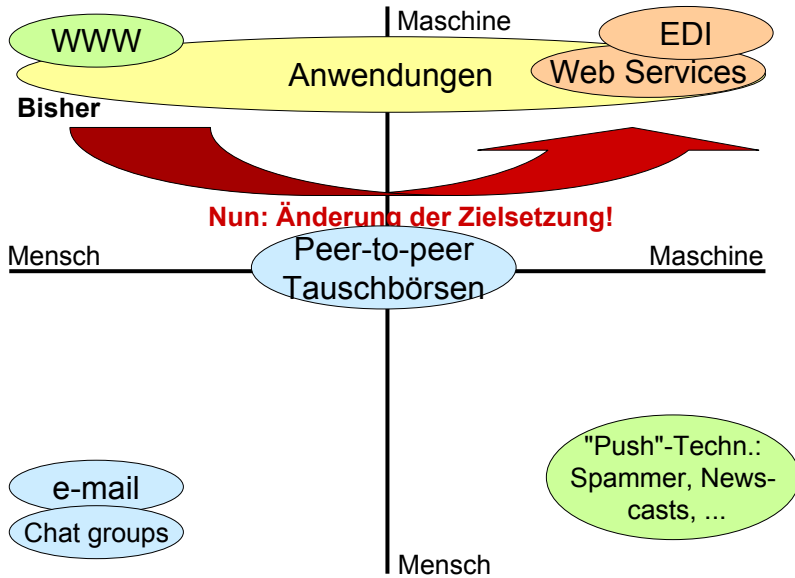 WWW
Maschine
EDI
Anwendungen
Web Services
Bisher
Nun: Änderung der Zielsetzung!
Mensch
Peer-to-peer
Tauschbörsen
Maschine
"Push"-Techn.:
Spammer, News-
casts, ...
e-mail
Chat groups
Mensch